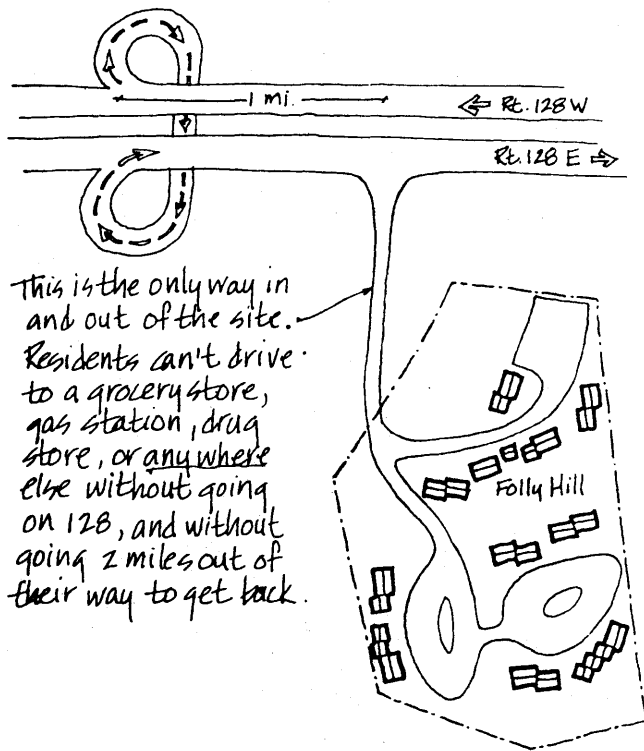 1 mi.
Rt. 128 W
Rt. 128 E
This is the only way in
and out of the site.
Residents can't drive
to a grocery store,
gas station, drug
store, or anywhere
else without going
on 128, and without
going 2 miles out of
their way to get back.
Folly Hill